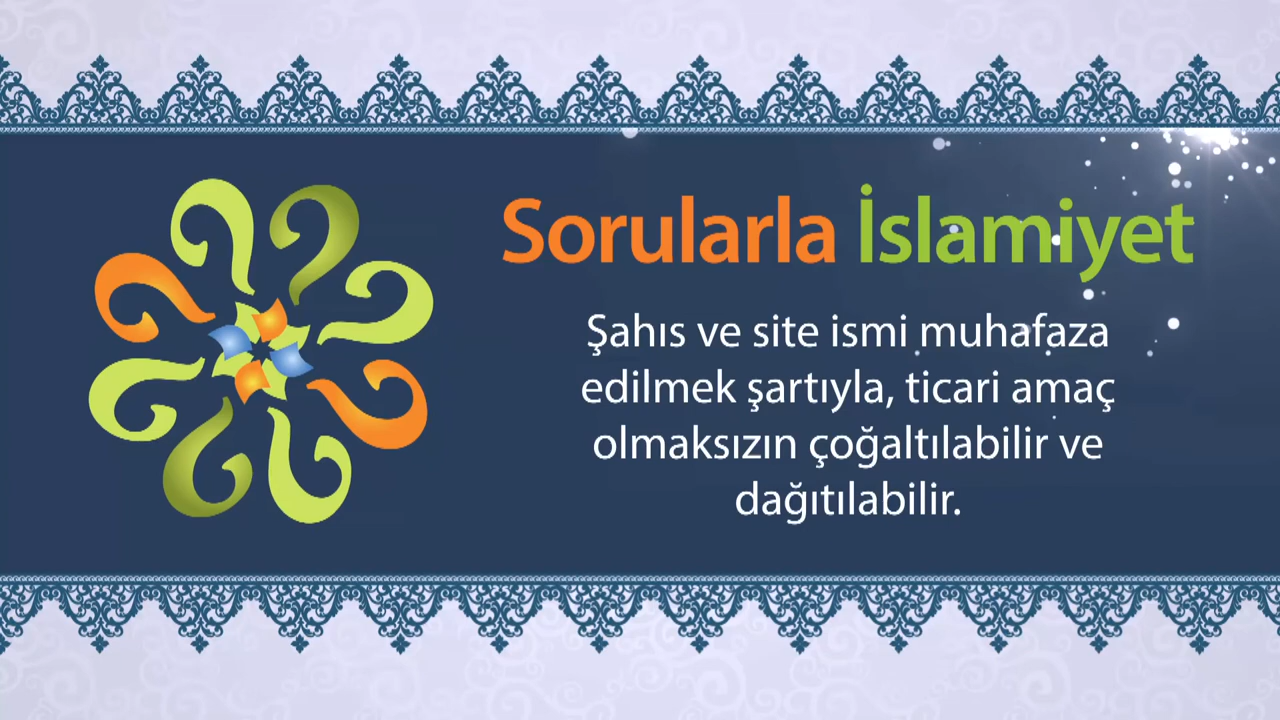 Sorularla İslamiyet
Şahıs ve site ismi muhafaza
edilmek şartıyla, ticari amaç
olmaksızın çoğaltılabilir ve
dağıtılabilir.